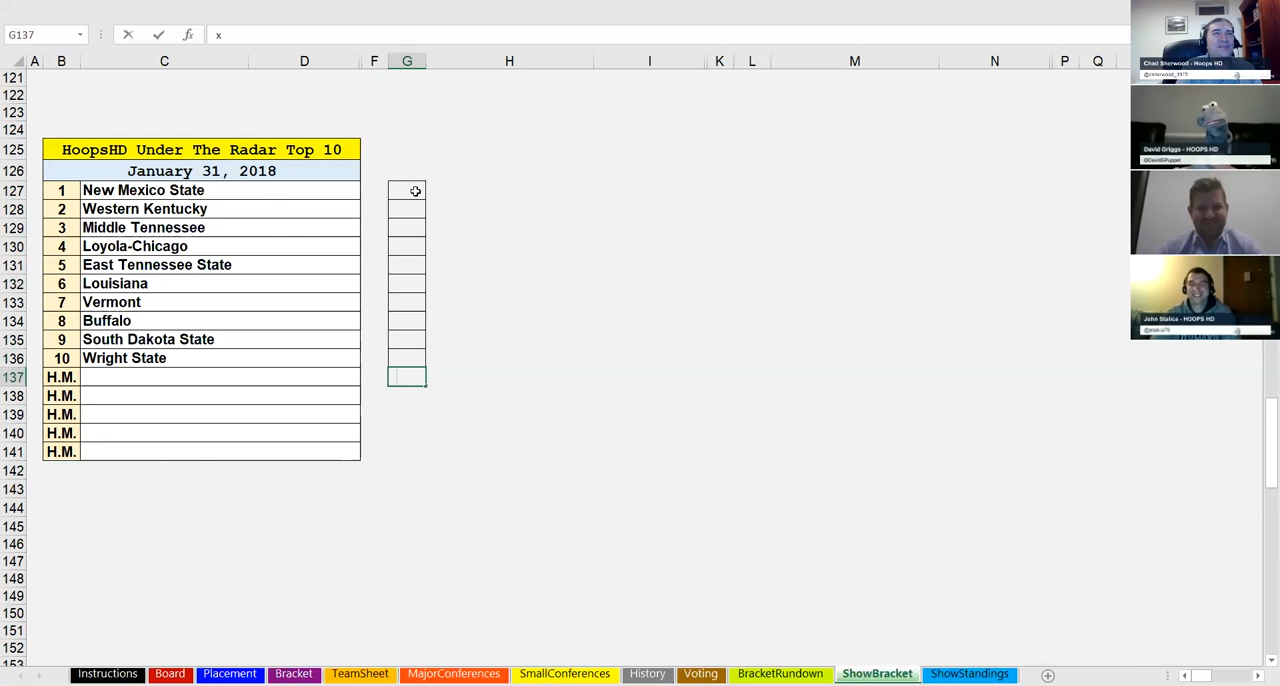 G137 x
A B C D F G H I K L M N P Q
121
122
123
124
125 HoopsHD Under The Radar Top 10
126 January 31, 2018
127 1 New Mexico State
128 2 Western Kentucky
129 3 Middle Tennessee
130 4 Loyola-Chicago
131 5 East Tennessee State
132 6 Louisiana
133 7 Vermont
134 8 Buffalo
135 9 South Dakota State
136 10 Wright State
137 H.M.
138 H.M.
139 H.M.
140 H.M.
141 H.M.
142
143
144
145
146
147
148
149
150
151
152
153
Instructions Board Placement Bracket TeamSheet MajorConferences SmallConferences History Voting BracketRundown ShowBracket ShowStandings
Chad Sherwood - Hoops HD
@csherwood_1973
David Griggs - HOOPS HD
@DavidGPuppet
John Stalica - HOOPS HD
@jstalica78